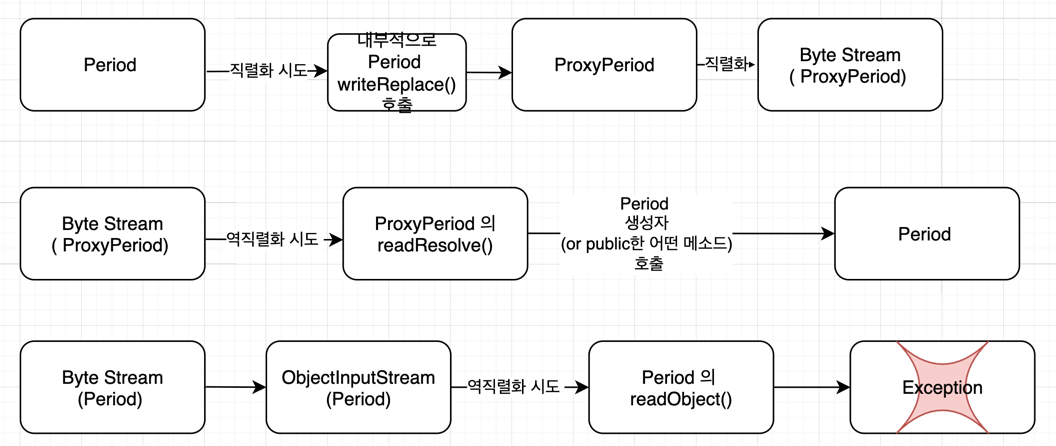 Period
직렬화 시도
내부적으로
Period
writeReplace()
호출
ProxyPeriod
직렬화
Byte Stream
( ProxyPeriod)
Byte Stream
( ProxyPeriod)
역직렬화 시도
ProxyPeriod 의
readResolve()
Period
생성자
(or public한 어떤 메소드)
호출
Period
Byte Stream
(Period)
ObjectInputStream
(Period)
역직렬화 시도
Period 의
readObject()
Exception